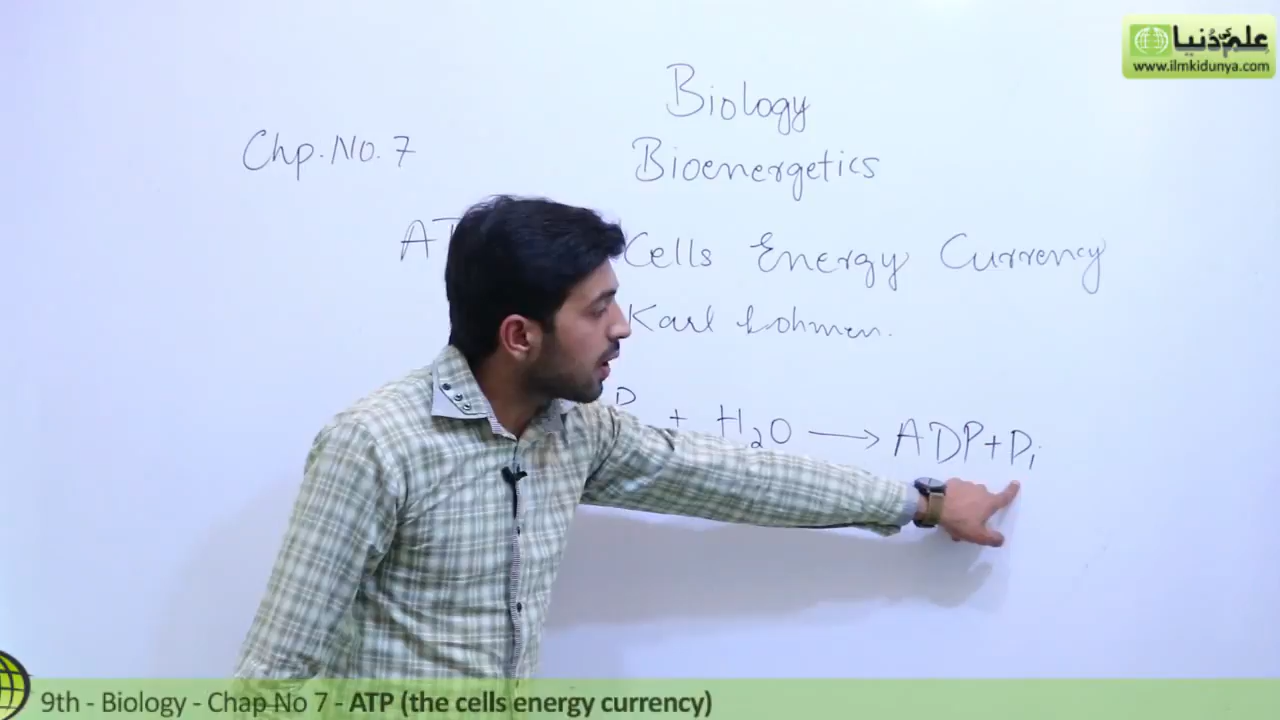 علم کی دُنیا
www.ilmkidunya.com
Biology
Chp. No. 7
Bioenergetics
Cells Energy Currency
Karl Lohmen.
P + H2O → ADP+Pi
9th - Biology - Chap No 7 - ATP (the cells energy currency)